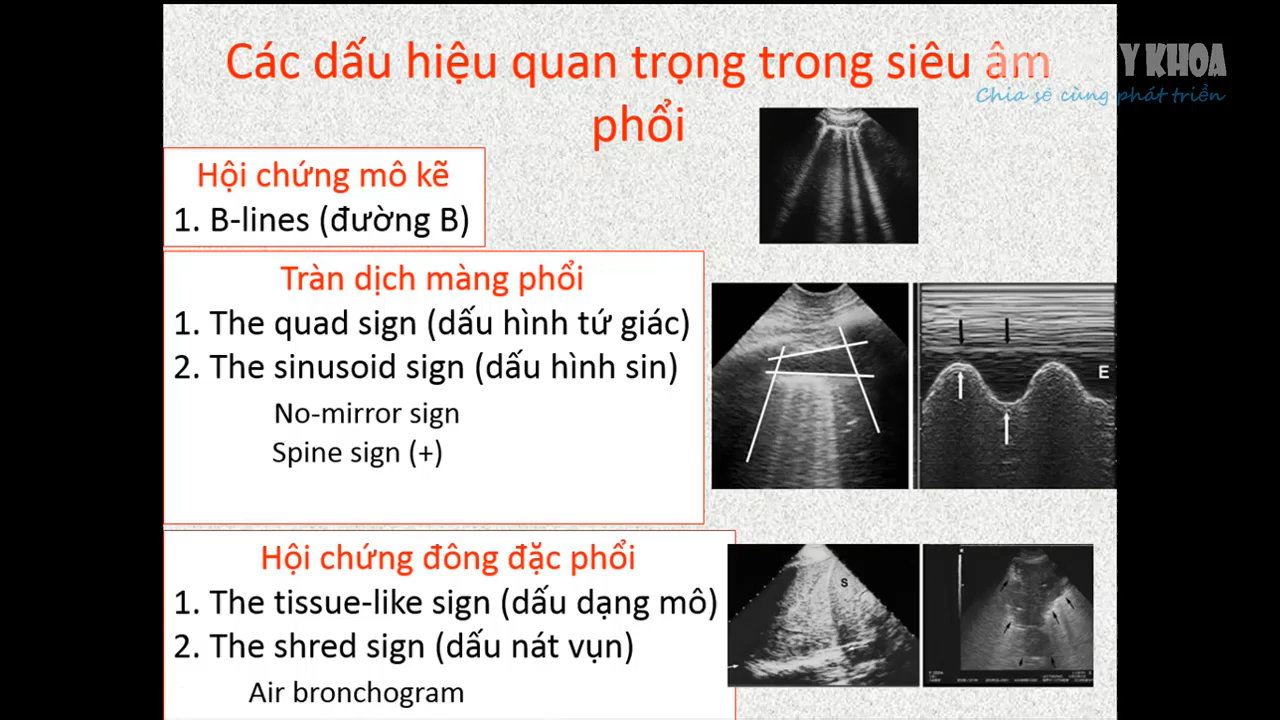 Các dấu hiệu quan trọng trong siêu âm
phổi
Y KHOA
Chia sẻ cùng phát triển
Hội chứng mô kẽ
1. B-lines (đường B)
Tràn dịch màng phổi
1. The quad sign (dấu hình tứ giác)
2. The sinusoid sign (dấu hình sin)
No-mirror sign
Spine sign (+)
E
Hội chứng đông đặc phổi
1. The tissue-like sign (dấu dạng mô)
2. The shred sign (dấu nát vụn)
Air bronchogram
S